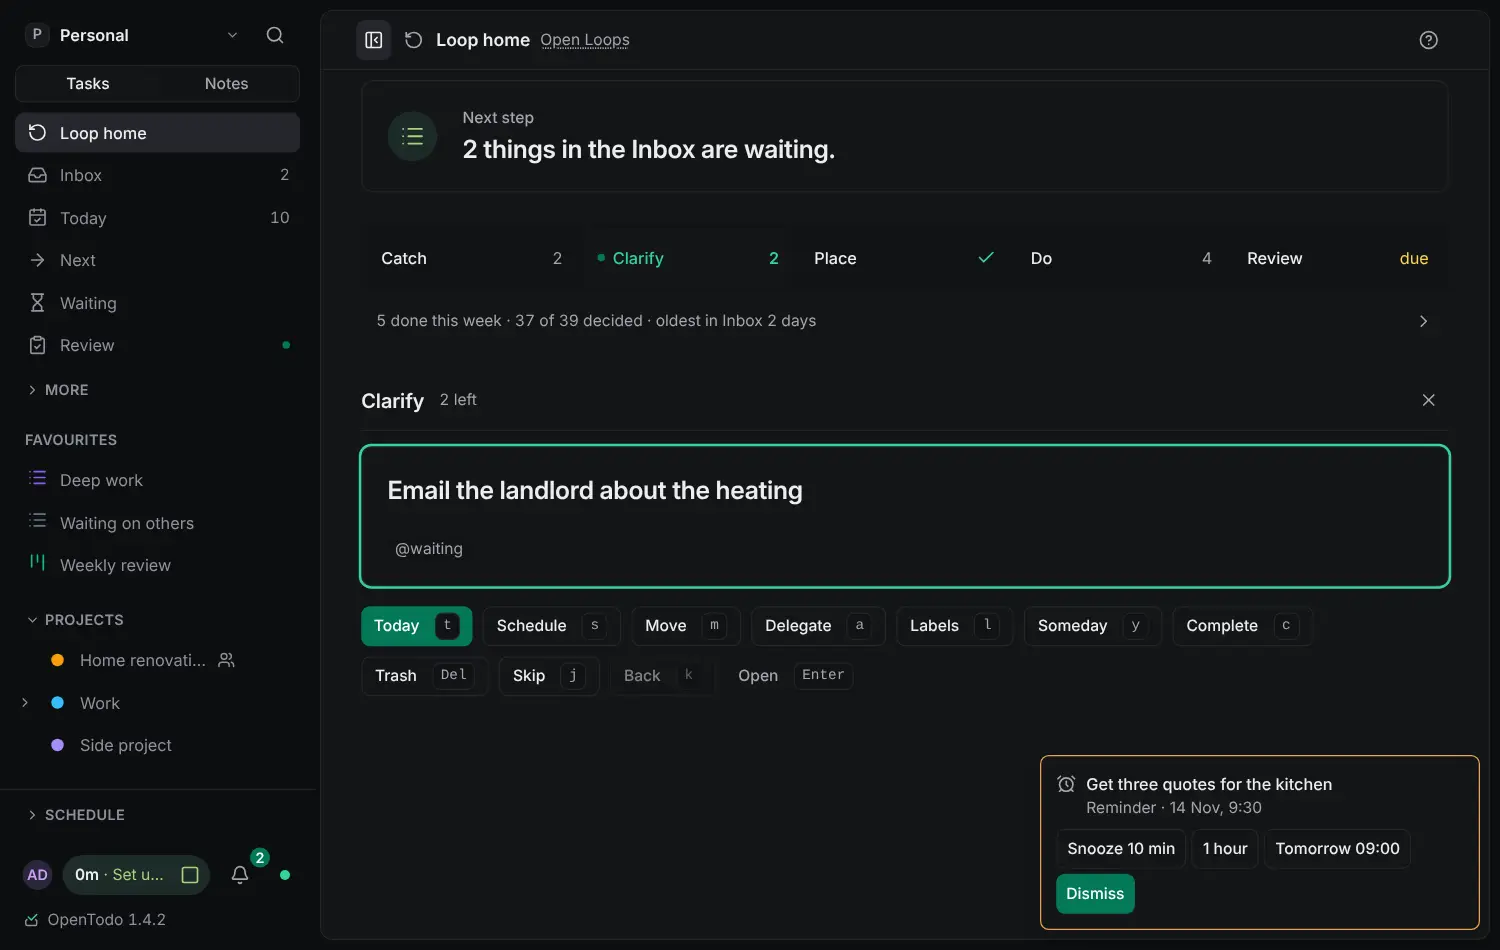 P Personal
Tasks Notes
Loop home
Inbox 2
Today 10
Next
Waiting
Review
MORE
FAVOURITES
Deep work
Waiting on others
Weekly review
PROJECTS
Home renovati...
Work
Side project
SCHEDULE
AD 0m · Set u... 2
OpenTodo 1.4.2
Loop home Open Loops
Next step
2 things in the Inbox are waiting.
Catch 2 Clarify 2 Place Do 4 Review due
5 done this week · 37 of 39 decided · oldest in Inbox 2 days
Clarify 2 left
Email the landlord about the heating
@waiting
Today t Schedule s Move m Delegate a Labels l Someday y Complete c
Trash Del Skip j Back k Open Enter
Get three quotes for the kitchen
Reminder · 14 Nov, 9:30
Snooze 10 min 1 hour Tomorrow 09:00
Dismiss